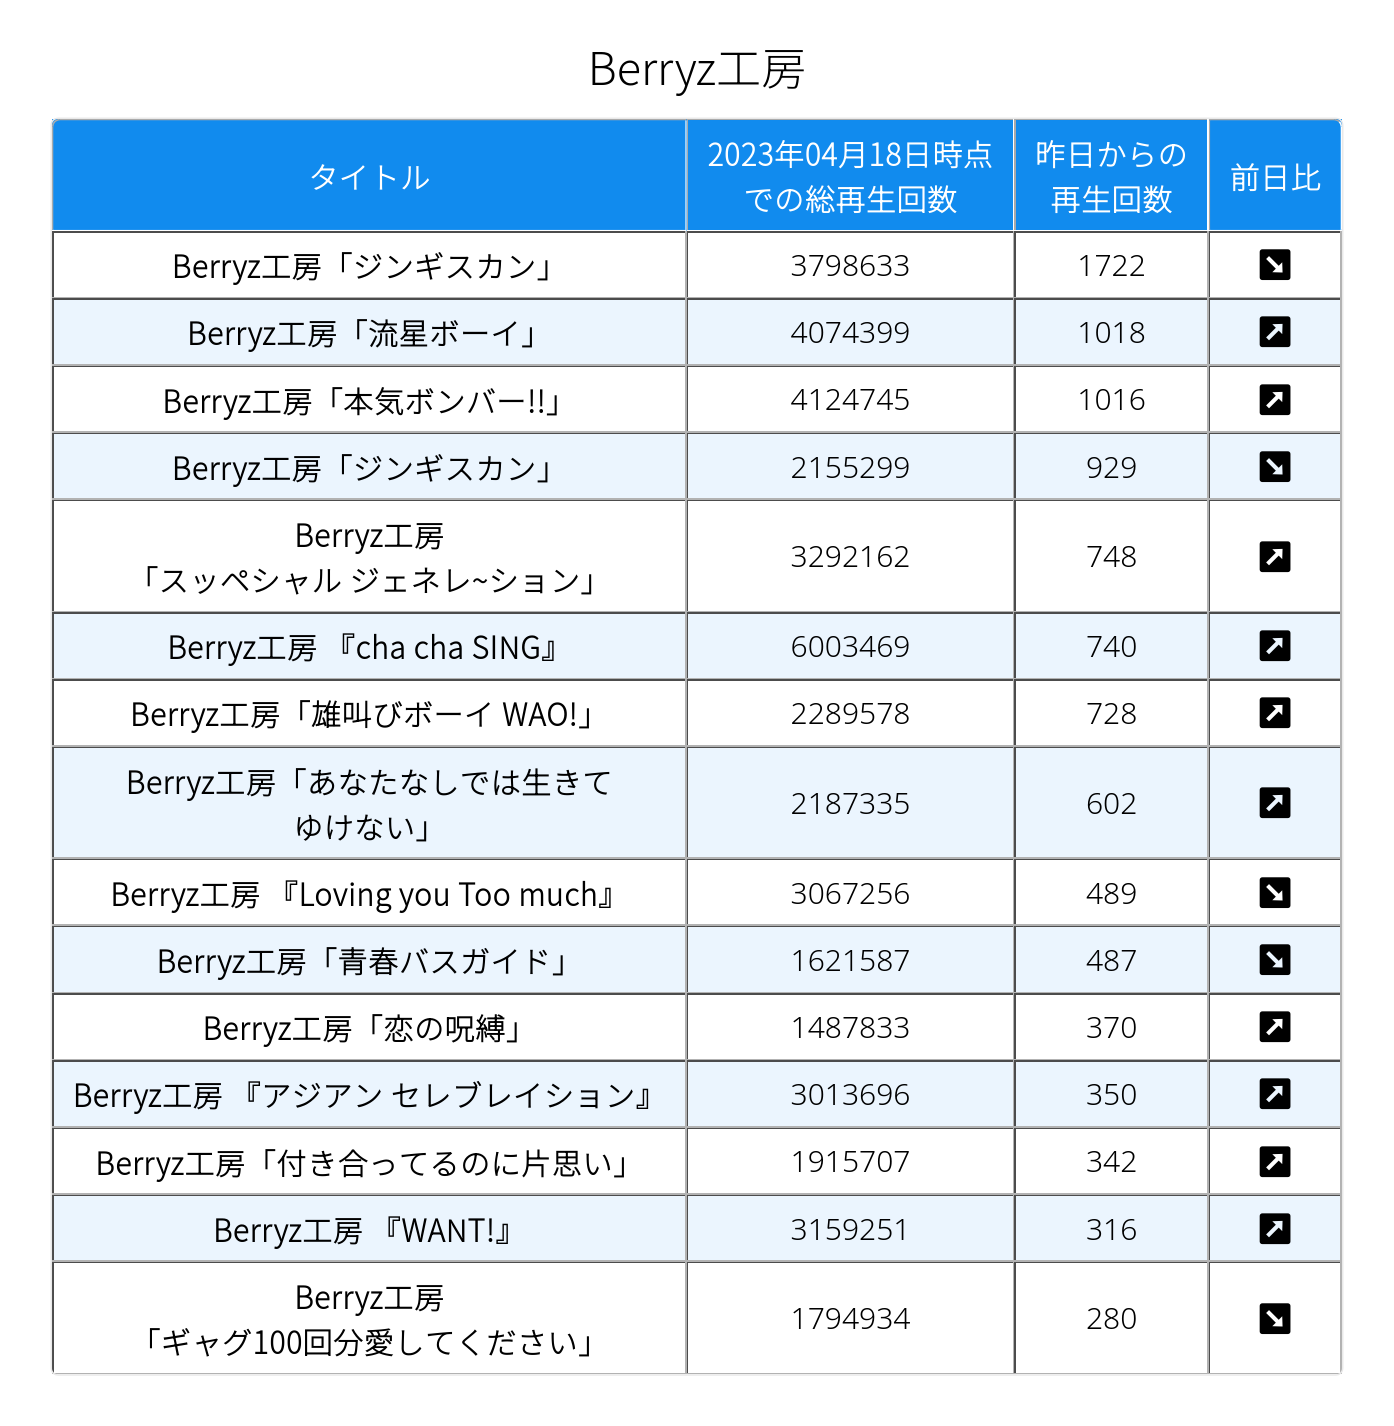 Berryz工房
タイトル
2023年04月18日時点
での総再生回数
昨日からの
再生回数
前日比
Berryz工房「ジンギスカン」 3798633 1722
Berryz工房「流星ボーイ」 4074399 1018
Berryz工房「本気ボンバー!!」 4124745 1016
Berryz工房「ジンギスカン」 2155299 929
Berryz工房
「スッペシャル ジェネレ~ション」 3292162 748
Berryz工房 『cha cha SING』 6003469 740
Berryz工房「雄叫びボーイ WAO!」 2289578 728
Berryz工房「あなたなしでは生きて
ゆけない」 2187335 602
Berryz工房 『Loving you Too much』 3067256 489
Berryz工房「青春バスガイド」 1621587 487
Berryz工房「恋の呪縛」 1487833 370
Berryz工房 『アジアン セレブレイション』 3013696 350
Berryz工房「付き合ってるのに片思い」 1915707 342
Berryz工房 『WANT!』 3159251 316
Berryz工房
「ギャグ100回分愛してください」 1794934 280